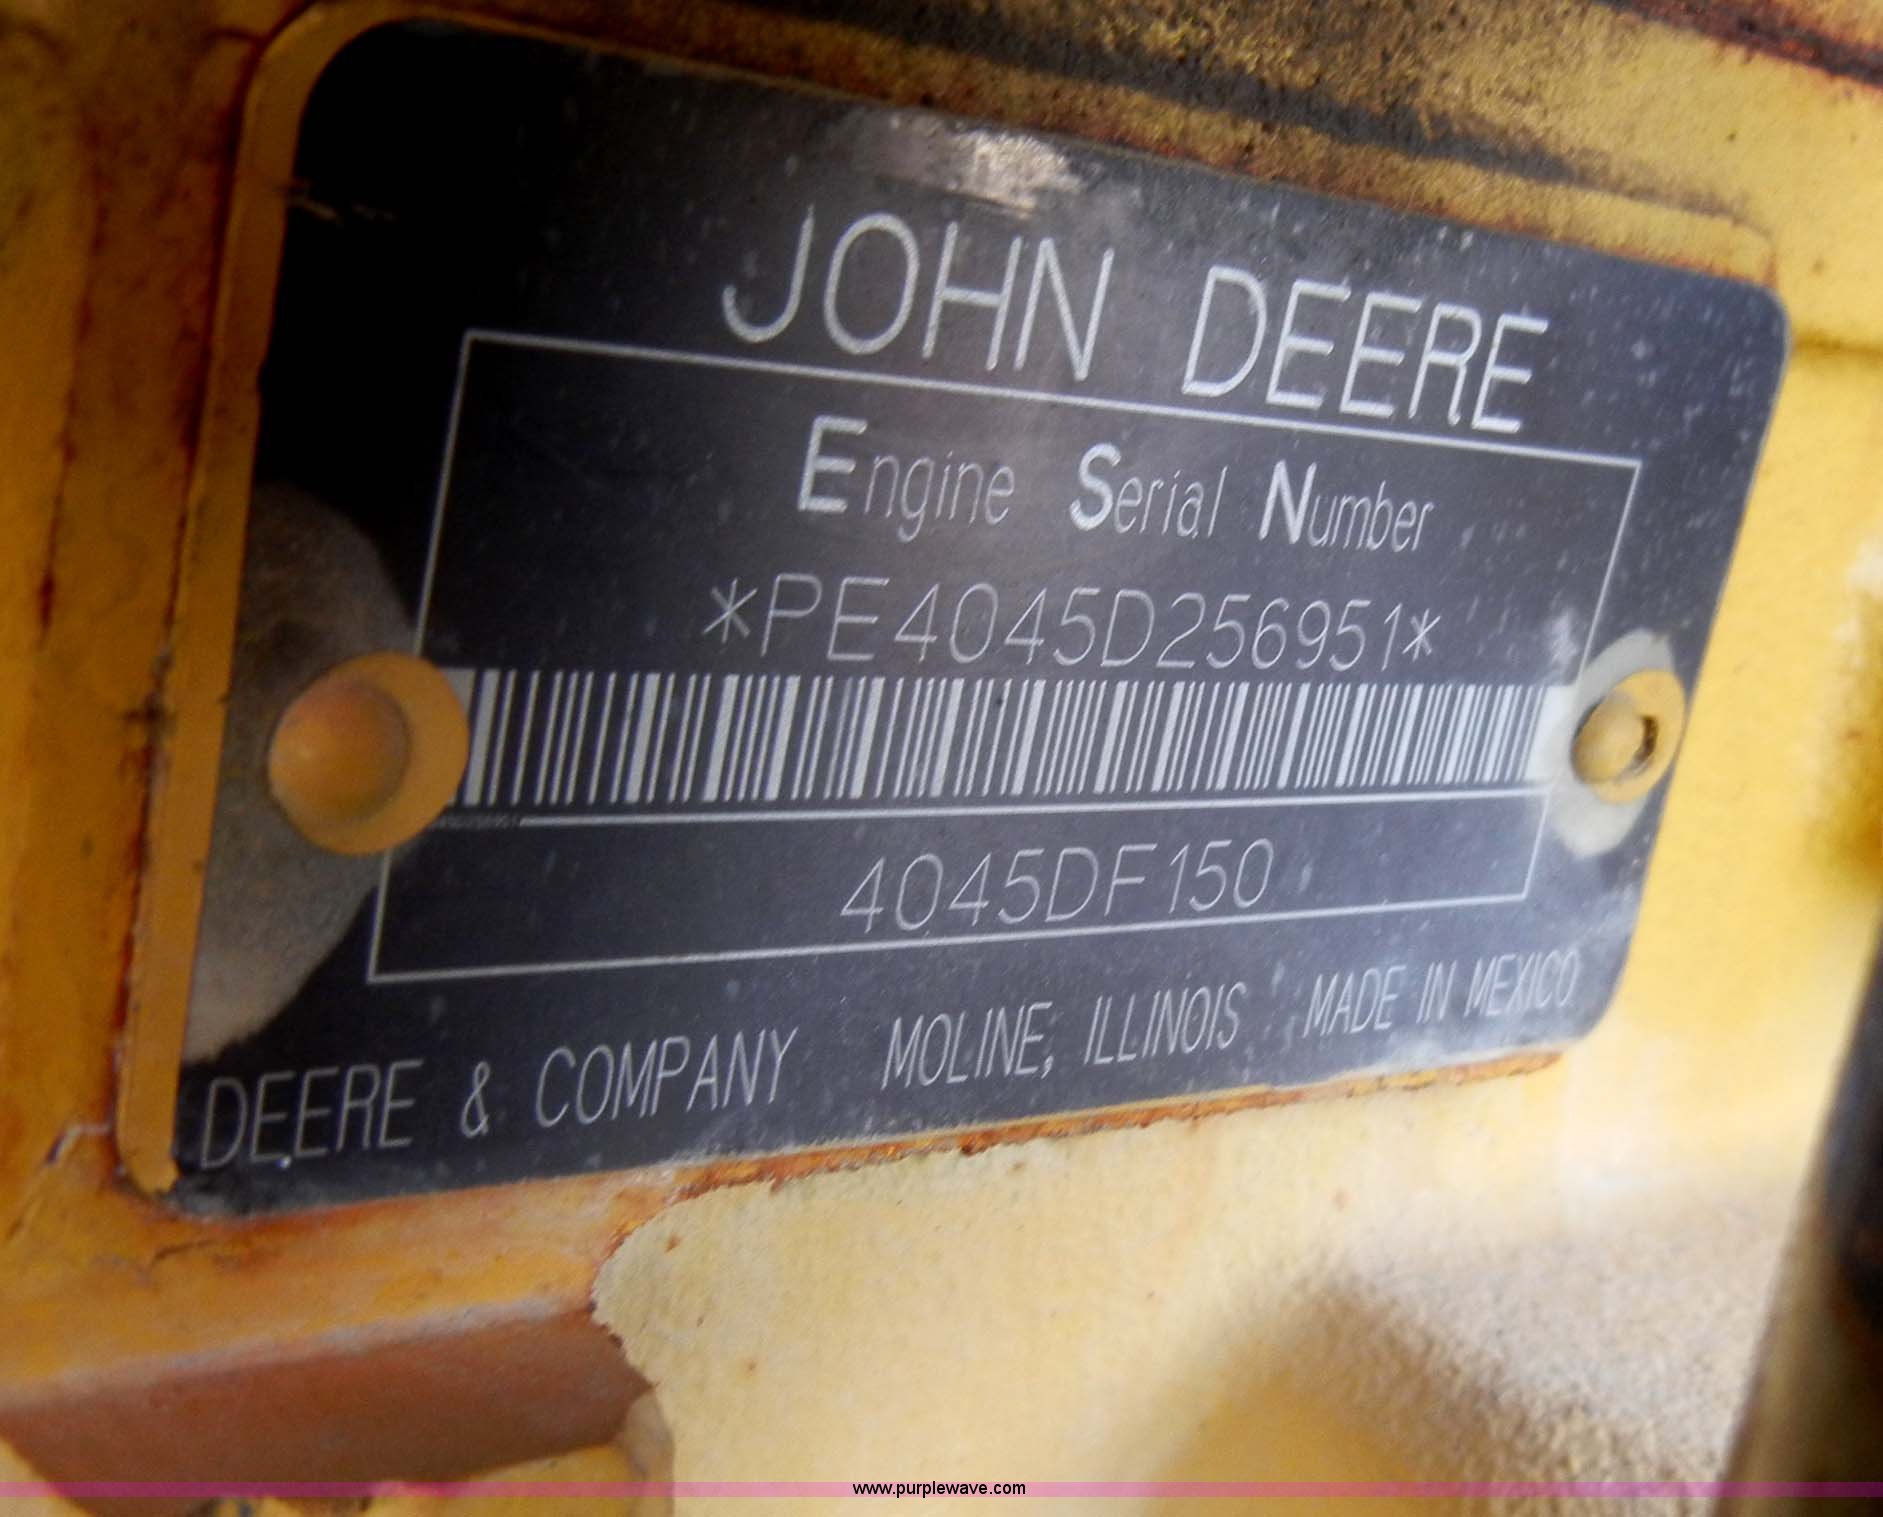 JOHN DEERE
Engine Serial Number
*PE4045D256951*
4045DF150
DEERE & COMPANY MOLINE, ILLINOIS MADE IN MEXICO
www.purplewave.com